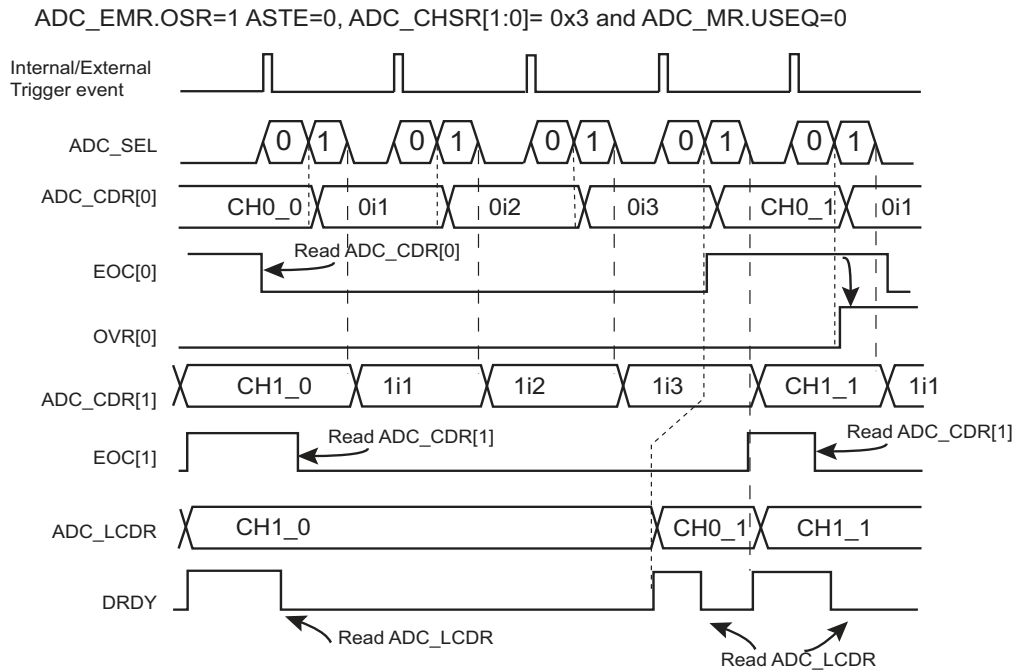 ADC_EMR.OSR=1 ASTE=0, ADC_CHSR[1:0]= 0x3 and ADC_MR.USEQ=0
Internal/External
Trigger event
ADC_SEL 0 1 0 1 0 1 0 1 0 1
ADC_CDR[0] CH0_0 0i1 0i2 0i3 CH0_1 0i1
Read ADC_CDR[0]
EOC[0]
OVR[0]
ADC_CDR[1] CH1_0 1i1 1i2 1i3 CH1_1 1i1
Read ADC_CDR[1] Read ADC_CDR[1]
EOC[1]
ADC_LCDR CH1_0 CH0_1 CH1_1
DRDY
Read ADC_LCDR
Read ADC_LCDR